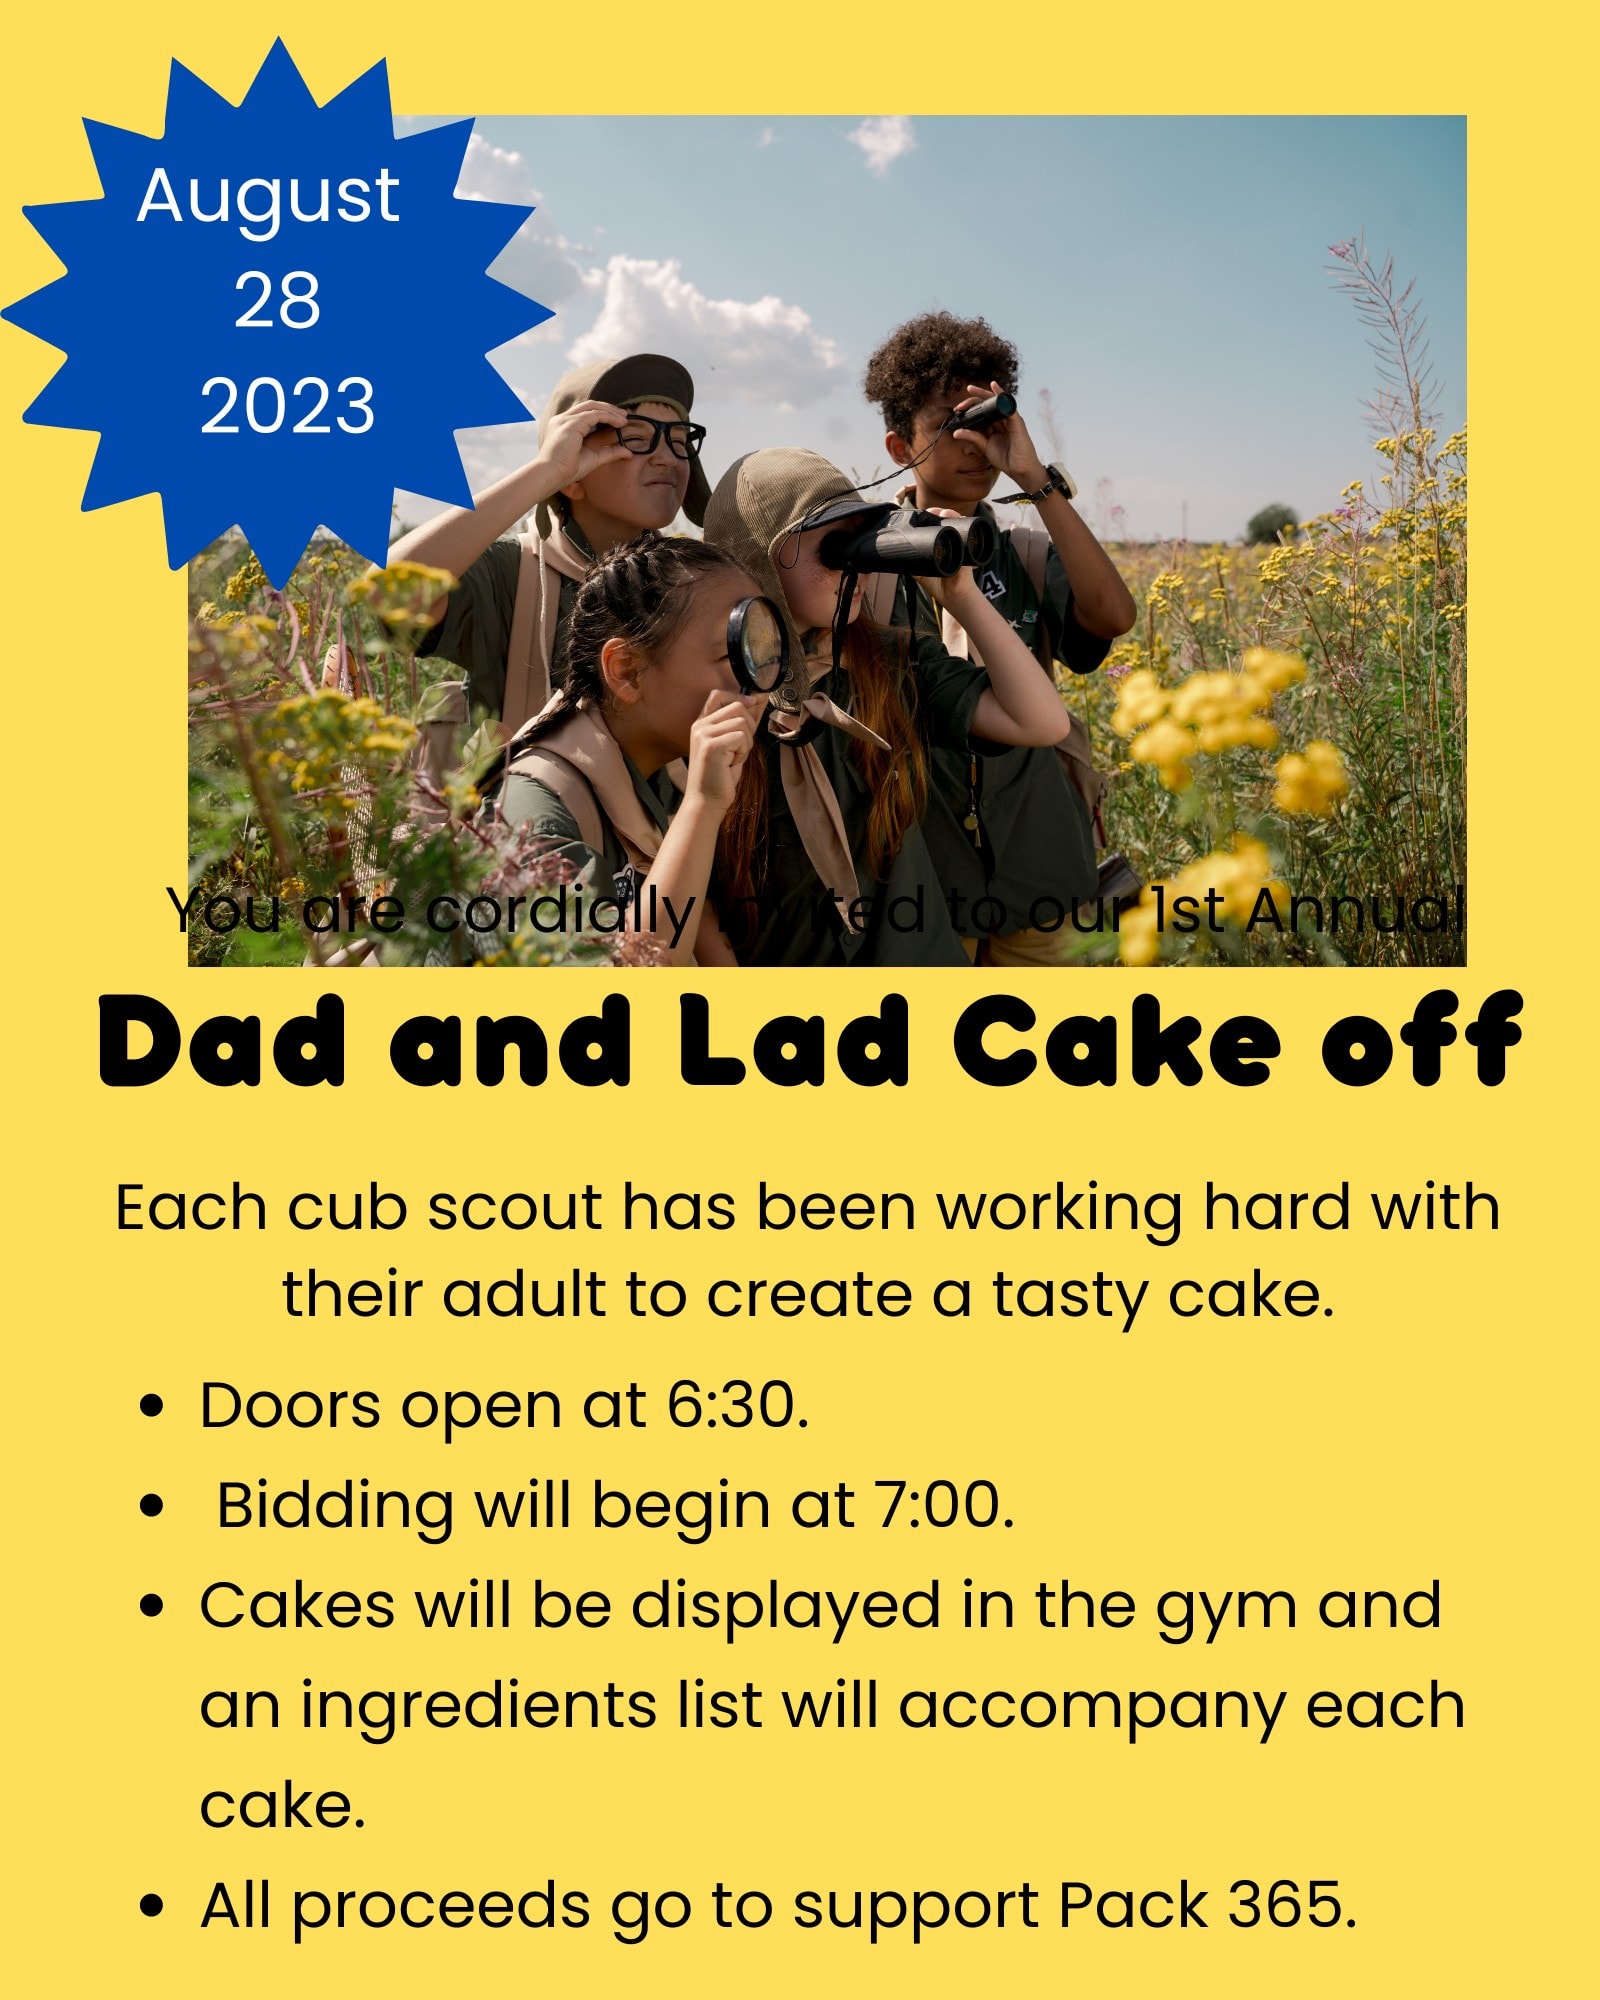 August
28
2023
You are cordially invited to our 1st Annual
Dad and Lad Cake off
Each cub scout has been working hard with
their adult to create a tasty cake.
• Doors open at 6:30.
• Bidding will begin at 7:00.
• Cakes will be displayed in the gym and
an ingredients list will accompany each
cake.
• All proceeds go to support Pack 365.